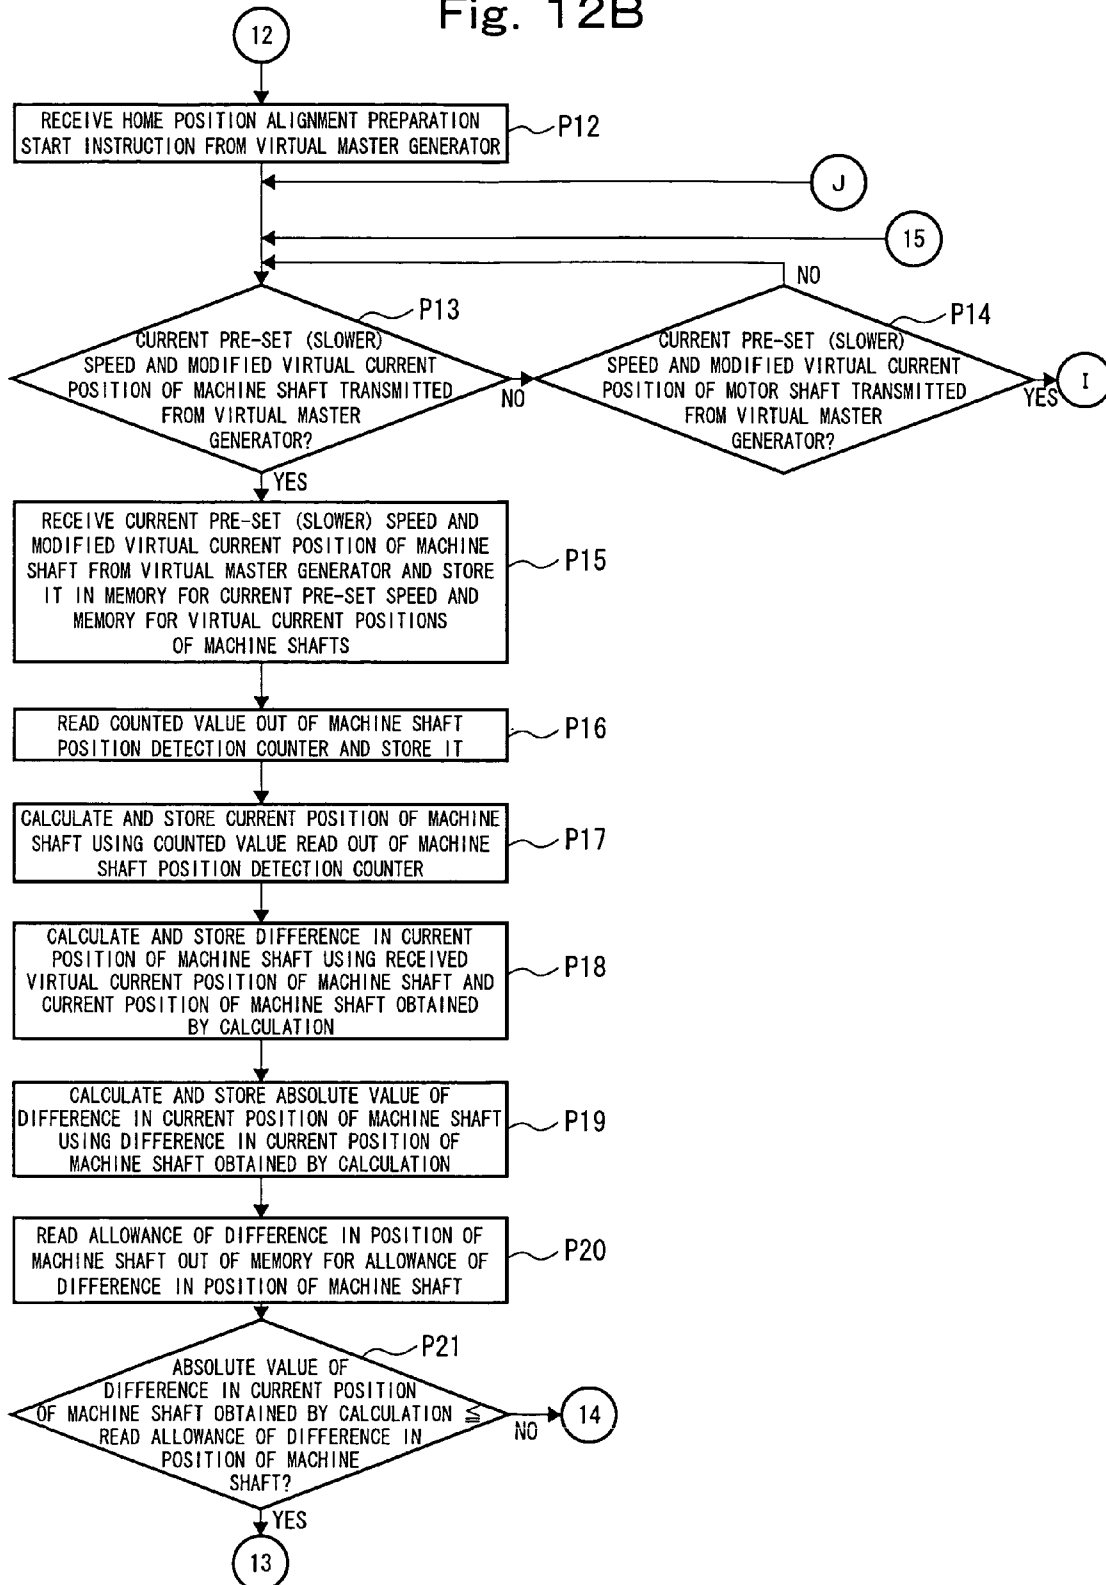 Fig. 12B
12
RECEIVE HOME POSITION ALIGNMENT PREPARATION
START INSTRUCTION FROM VIRTUAL MASTER GENERATOR
P12
J
15
NO
P13
CURRENT PRE-SET (SLOWER)
SPEED AND MODIFIED VIRTUAL CURRENT
POSITION OF MACHINE SHAFT TRANSMITTED
FROM VIRTUAL MASTER
GENERATOR?
NO
P14
CURRENT PRE-SET (SLOWER)
SPEED AND MODIFIED VIRTUAL CURRENT
POSITION OF MOTOR SHAFT TRANSMITTED
FROM VIRTUAL MASTER
GENERATOR?
YES
I
YES
RECEIVE CURRENT PRE-SET (SLOWER) SPEED AND
MODIFIED VIRTUAL CURRENT POSITION OF MACHINE
SHAFT FROM VIRTUAL MASTER GENERATOR AND STORE
IT IN MEMORY FOR CURRENT PRE-SET SPEED AND
MEMORY FOR VIRTUAL CURRENT POSITIONS
OF MACHINE SHAFTS
P15
READ COUNTED VALUE OUT OF MACHINE SHAFT
POSITION DETECTION COUNTER AND STORE IT
P16
CALCULATE AND STORE CURRENT POSITION OF MACHINE
SHAFT USING COUNTED VALUE READ OUT OF MACHINE
SHAFT POSITION DETECTION COUNTER
P17
CALCULATE AND STORE DIFFERENCE IN CURRENT
POSITION OF MACHINE SHAFT USING RECEIVED
VIRTUAL CURRENT POSITION OF MACHINE SHAFT AND
CURRENT POSITION OF MACHINE SHAFT OBTAINED
BY CALCULATION
P18
CALCULATE AND STORE ABSOLUTE VALUE OF
DIFFERENCE IN CURRENT POSITION OF MACHINE SHAFT
USING DIFFERENCE IN CURRENT POSITION OF
MACHINE SHAFT OBTAINED BY CALCULATION
P19
READ ALLOWANCE OF DIFFERENCE IN POSITION OF
MACHINE SHAFT OUT OF MEMORY FOR ALLOWANCE OF
DIFFERENCE IN POSITION OF MACHINE SHAFT
P20
P21
ABSOLUTE VALUE OF
DIFFERENCE IN CURRENT POSITION
OF MACHINE SHAFT OBTAINED BY CALCULATION ≦
READ ALLOWANCE OF DIFFERENCE IN
POSITION OF MACHINE
SHAFT?
NO
14
YES
13